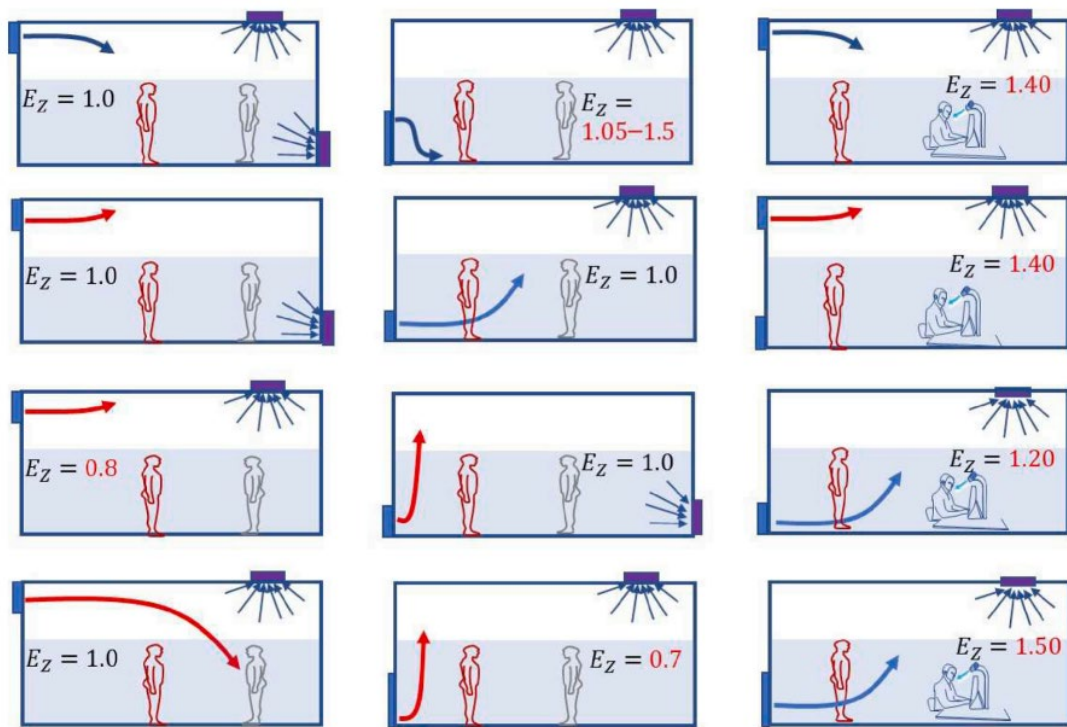 E_Z = 1.0
E_Z =
1.05–1.5
E_Z = 1.40
E_Z = 1.0
E_Z = 1.0
E_Z = 1.40
E_Z = 0.8
E_Z = 1.0
E_Z = 1.20
E_Z = 1.0
E_Z = 0.7
E_Z = 1.50